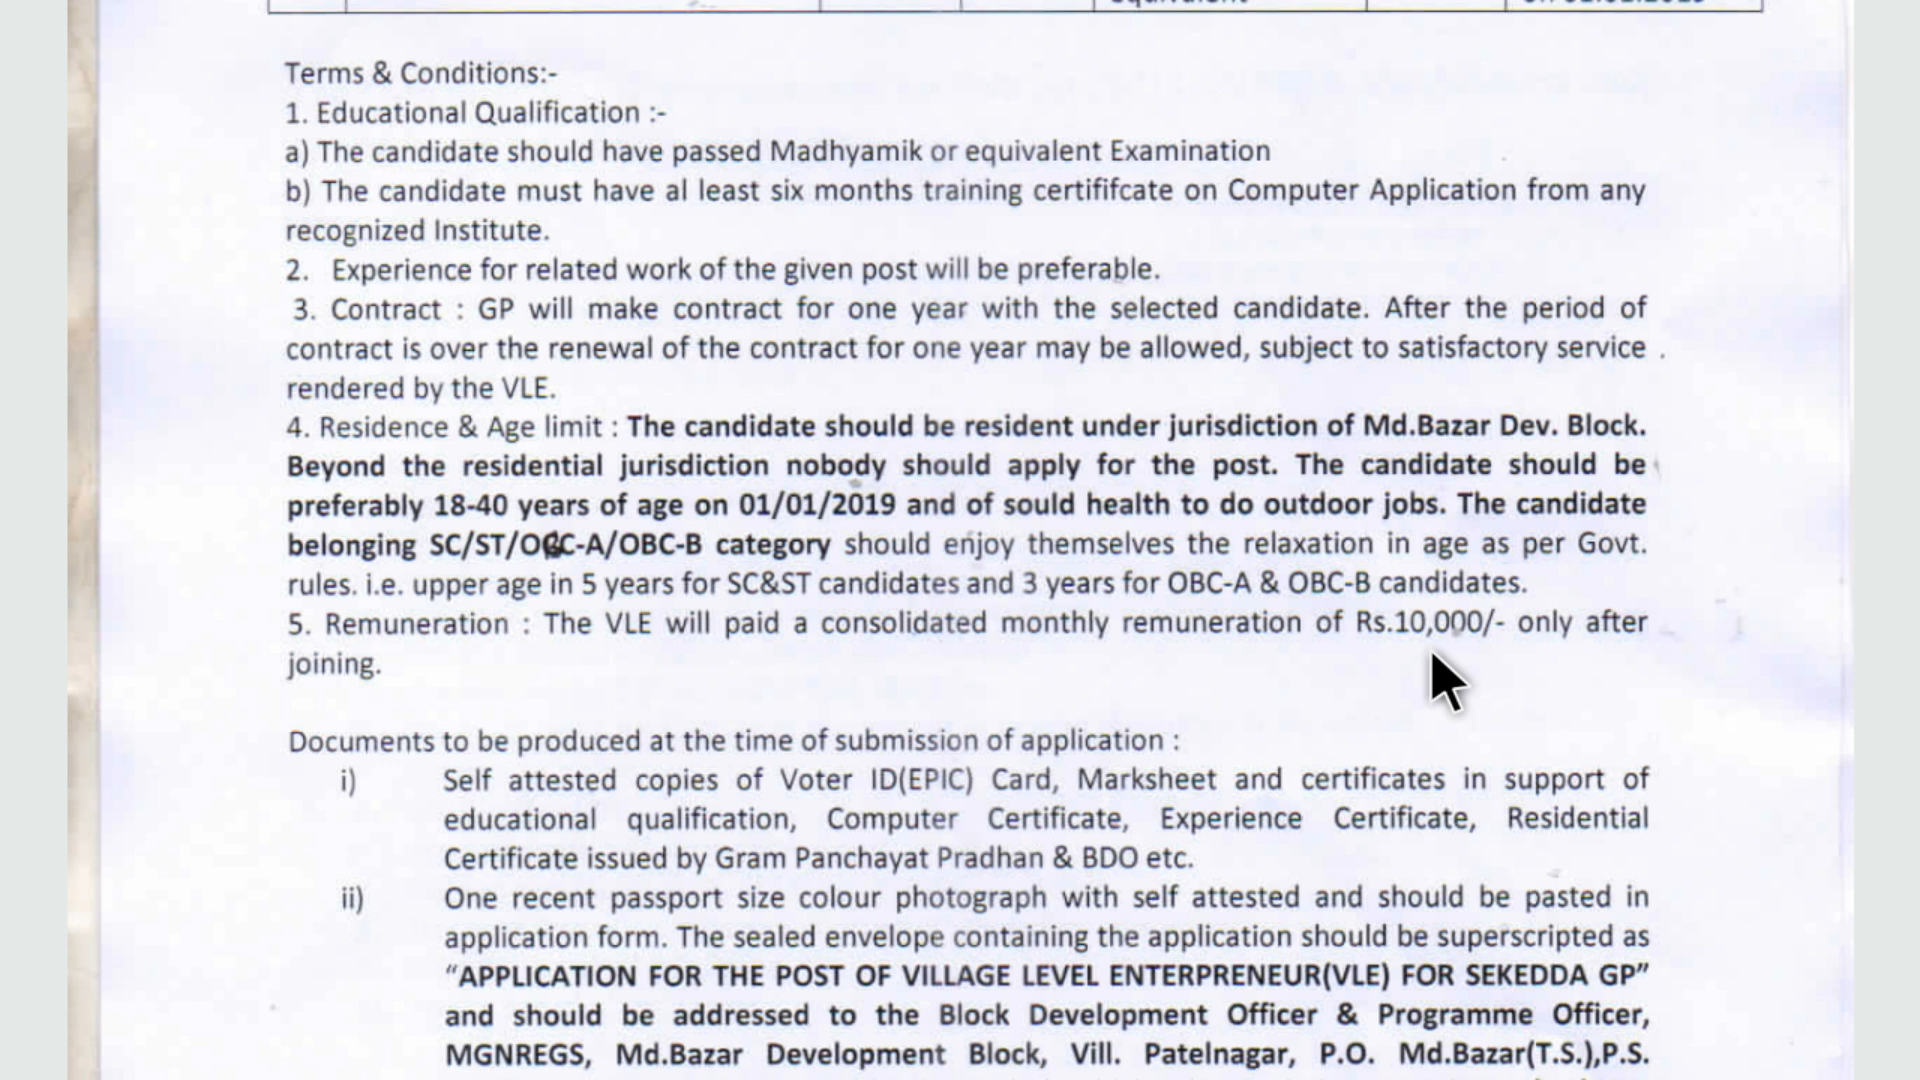 Terms & Conditions:-
1. Educational Qualification :-
a) The candidate should have passed Madhyamik or equivalent Examination
b) The candidate must have al least six months training certififcate on Computer Application from any
recognized Institute.
2. Experience for related work of the given post will be preferable.
3. Contract : GP will make contract for one year with the selected candidate. After the period of
contract is over the renewal of the contract for one year may be allowed, subject to satisfactory service .
rendered by the VLE.
4. Residence & Age limit : The candidate should be resident under jurisdiction of Md.Bazar Dev. Block.
Beyond the residential jurisdiction nobody should apply for the post. The candidate should be
preferably 18-40 years of age on 01/01/2019 and of sould health to do outdoor jobs. The candidate
belonging category should enjoy themselves the relaxation in age as per Govt.
rules. i.e. upper age in 5 years for SC&ST candidates and 3 years for OBC-A & OBC-B candidates.
5. Remuneration : The VLE will paid a consolidated monthly remuneration of Rs.10,000/- only after
joining.
Documents to be produced at the time of submission of application :
i) Self attested copies of Voter ID(EPIC) Card, Marksheet and certificates in support of
educational qualification, Computer Certificate, Experience Certificate, Residential
Certificate issued by Gram Panchayat Pradhan & BDO etc.
ii) One recent passport size colour photograph with self attested and should be pasted in
application form. The sealed envelope containing the application should be superscripted as
“APPLICATION FOR THE POST OF VILLAGE LEVEL ENTERPRENEUR(VLE) FOR SEKEDDA GP”
and should be addressed to the Block Development Officer & Programme Officer,
MGNREGS, Md.Bazar Development Block, Vill. Patelnagar, P.O. Md.Bazar(T.S.),P.S.